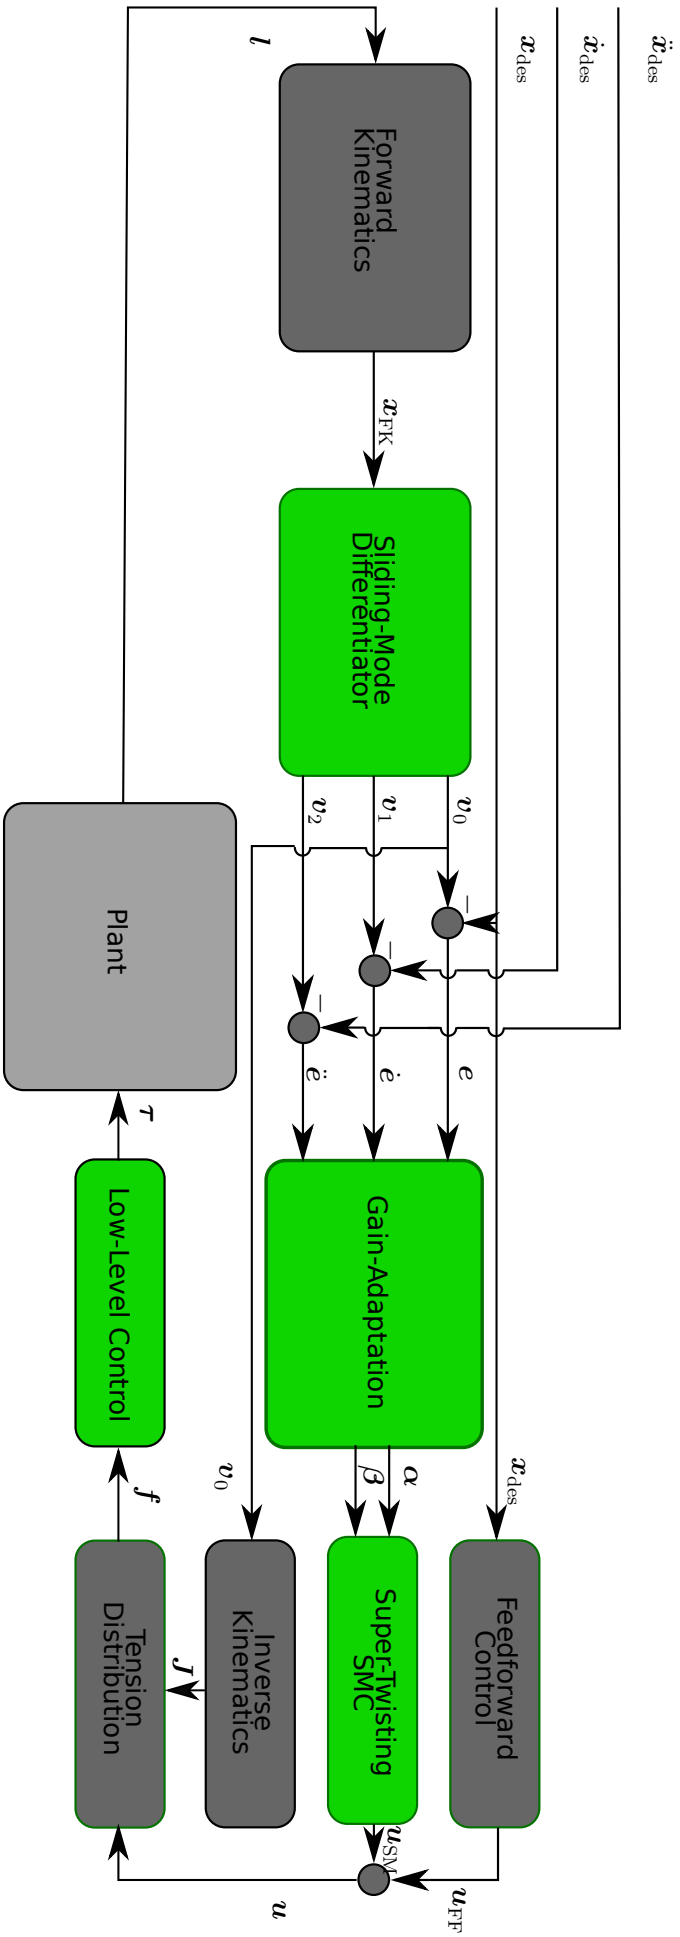 ẍ_des
ẋ_des
x_des
l
Forward
Kinematics
x_FK
Sliding-Mode
Differentiator
v_0
v_1
v_2
−
−
−
e
ė
ë
Gain-Adaptation
α
β
x_des
Feedforward
Control
Super-Twisting
SMC
v_0
Inverse
Kinematics
J
Tension
Distribution
f
Low-Level Control
τ
Plant
u_SM
u_FF
u